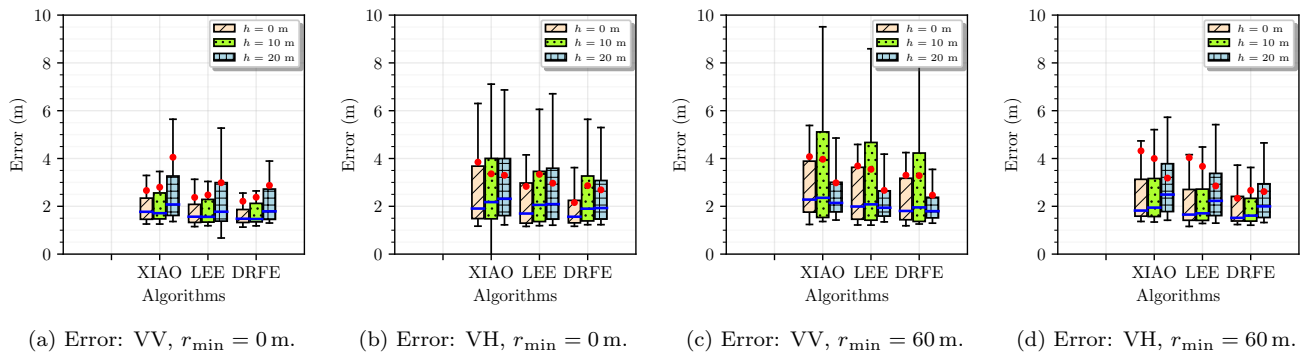 10
8
6
4
2
0
Error (m)
h = 0 m
h = 10 m
h = 20 m
XIAO LEE DRFE
Algorithms
(a) Error: VV, r_min = 0 m.
10
8
6
4
2
0
Error (m)
h = 0 m
h = 10 m
h = 20 m
XIAO LEE DRFE
Algorithms
(b) Error: VH, r_min = 0 m.
10
8
6
4
2
0
Error (m)
h = 0 m
h = 10 m
h = 20 m
XIAO LEE DRFE
Algorithms
(c) Error: VV, r_min = 60 m.
10
8
6
4
2
0
Error (m)
h = 0 m
h = 10 m
h = 20 m
XIAO LEE DRFE
Algorithms
(d) Error: VH, r_min = 60 m.